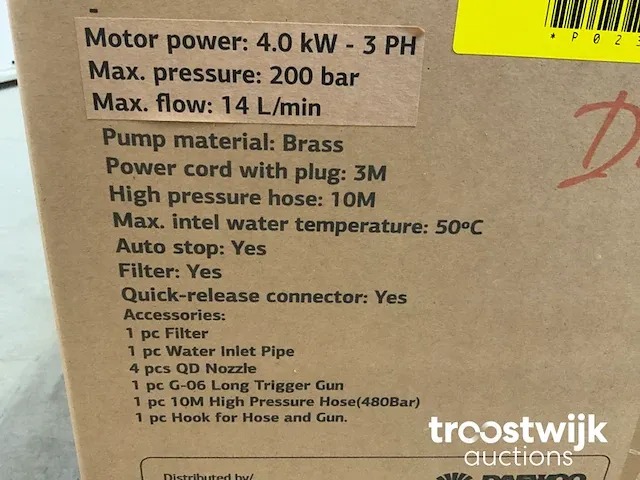 *P023
Motor power: 4.0 kW - 3 PH
Max. pressure: 200 bar
Max. flow: 14 L/min
Pump material: Brass
Power cord with plug: 3M
High pressure hose: 10M
Max. intel water temperature: 50ºC
Auto stop: Yes
Filter: Yes
Quick-release connector: Yes
Accessories:
1 pc Filter
1 pc Water Inlet Pipe
4 pcs QD Nozzle
1 pc G-06 Long Trigger Gun
1 pc 10M High Pressure Hose(480Bar)
1 pc Hook for Hose and Gun.
troostwijk
auctions
Distributed by/
DAEWOO